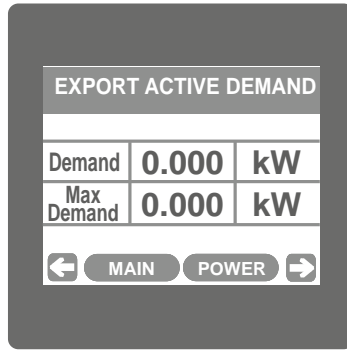 EXPORT ACTIVE DEMAND
Demand 0.000 kW
Max Demand 0.000 kW
MAIN POWER